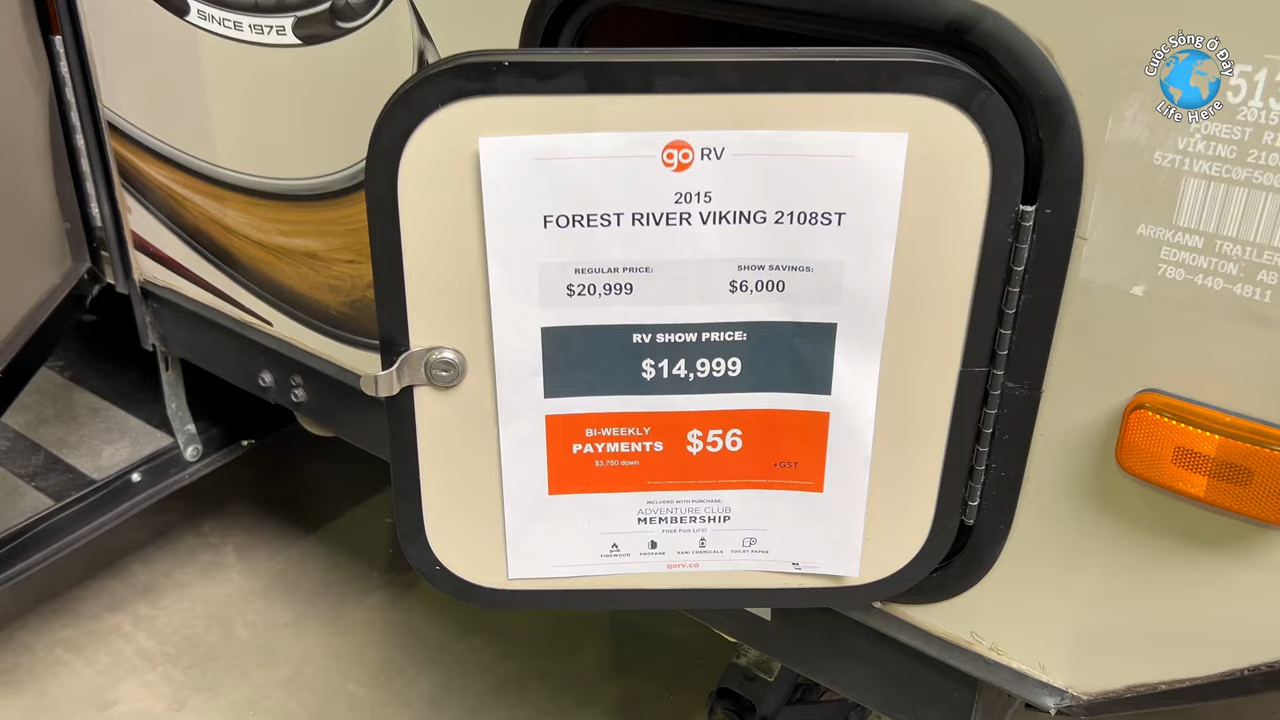 SINCE 1972
go RV
2015
FOREST RIVER VIKING 2108ST
REGULAR PRICE:
$20,999
SHOW SAVINGS:
$6,000
RV SHOW PRICE:
$14,999
BI-WEEKLY
PAYMENTS
$3,750 down
$56
+GST
INCLUDED WITH PURCHASE:
ADVENTURE CLUB
MEMBERSHIP
FREE FOR LIFE!
FIREWOOD
PROPANE
SANI CHEMICALS
TOILET PAPER
gorv.ca
Cuộc Sống Ở Đây
Life Here
513
2015
FOREST RI
VIKING 210
5ZT1VKEC0F500
ARRKANN TRAILER
EDMONTON, AB
780-440-4811